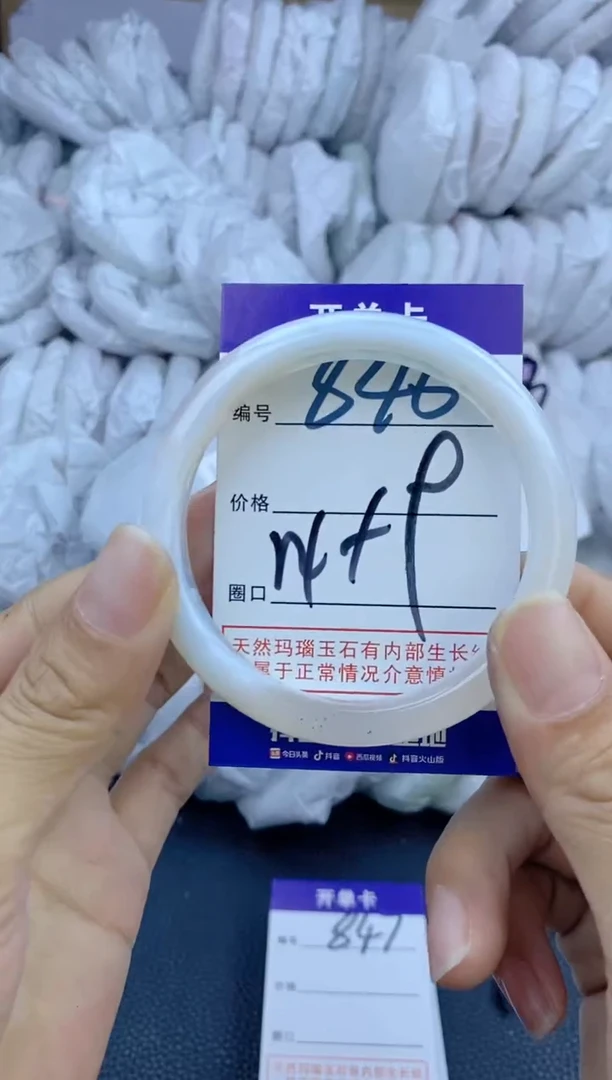 开单卡
编号 846
价格
圈口
天然玛瑙玉石有内部生长
属于正常情况介意慎
今日头条 抖音 西瓜视频 抖音火山版
开单卡
编号 847
价格
圈口